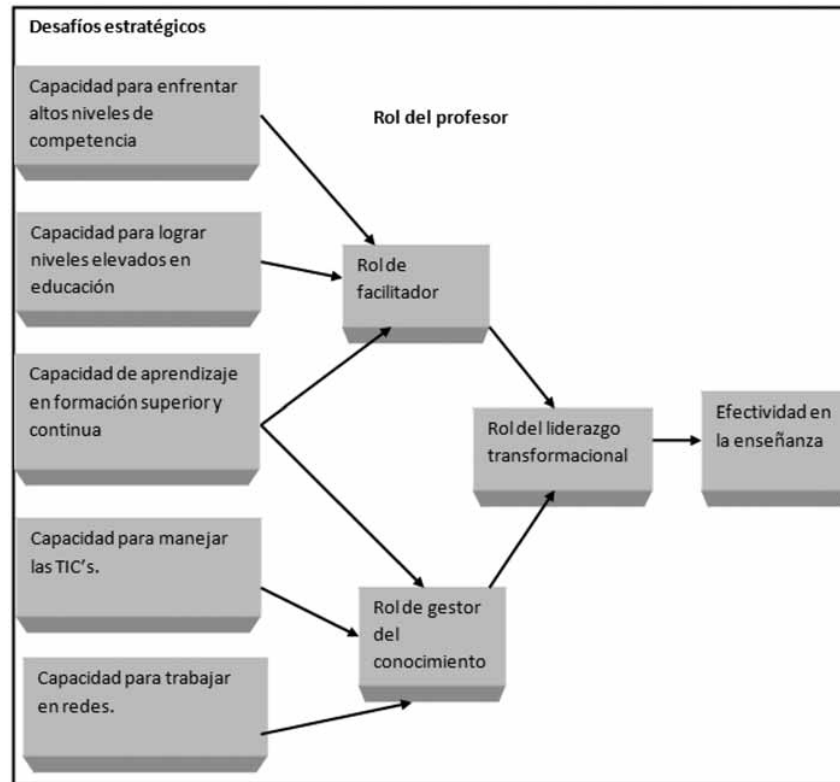 Desafíos estratégicos
Capacidad para enfrentar
altos niveles de
competencia
Rol del profesor
Capacidad para lograr
niveles elevados en
educación
Rol de
facilitador
Capacidad de aprendizaje
en formación superior y
continua
Rol del liderazgo
transformacional
Efectividad en
la enseñanza
Capacidad para manejar
las TIC's.
Rol de gestor
del
conocimiento
Capacidad para trabajar
en redes.